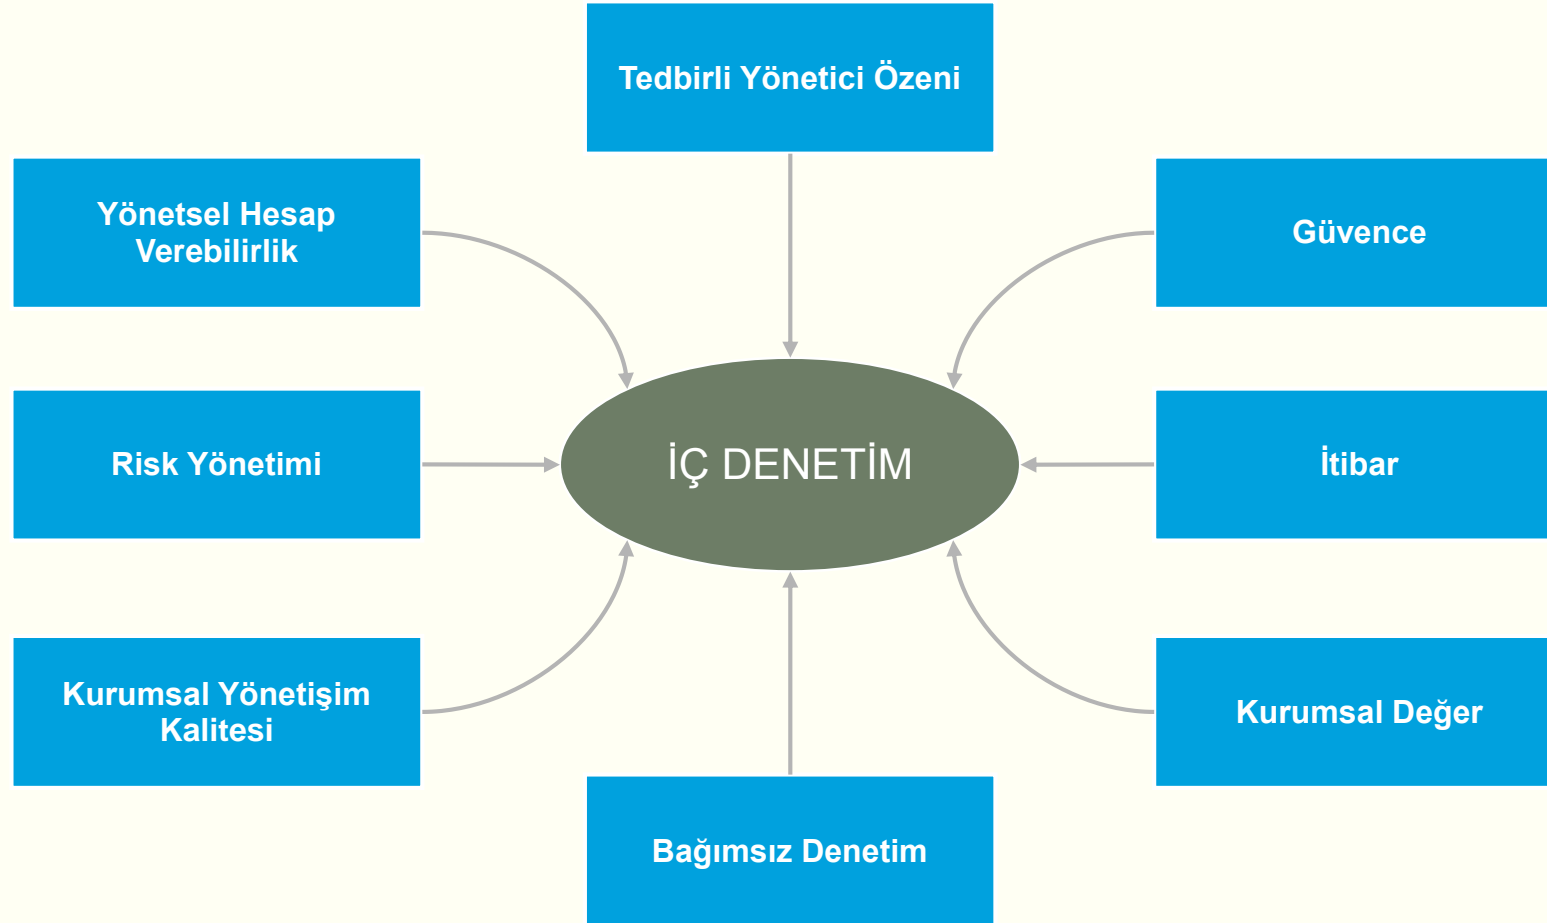 Tedbirli Yönetici Özeni
Yönetsel Hesap
Verebilirlik
Güvence
Risk Yönetimi
İÇ DENETİM
İtibar
Kurumsal Yönetişim
Kalitesi
Kurumsal Değer
Bağımsız Denetim